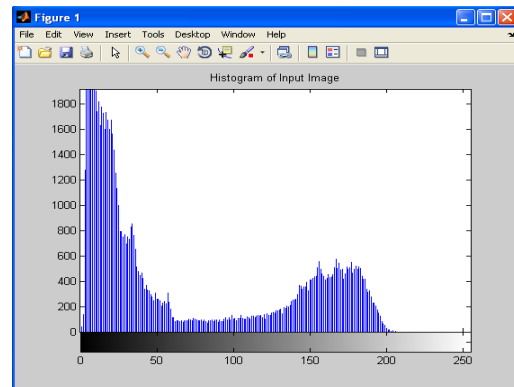 Figure 1
File Edit View Insert Tools Desktop Window Help
Histogram of Input Image
1800
1600
1400
1200
1000
800
600
400
200
0
0 50 100 150 200 250